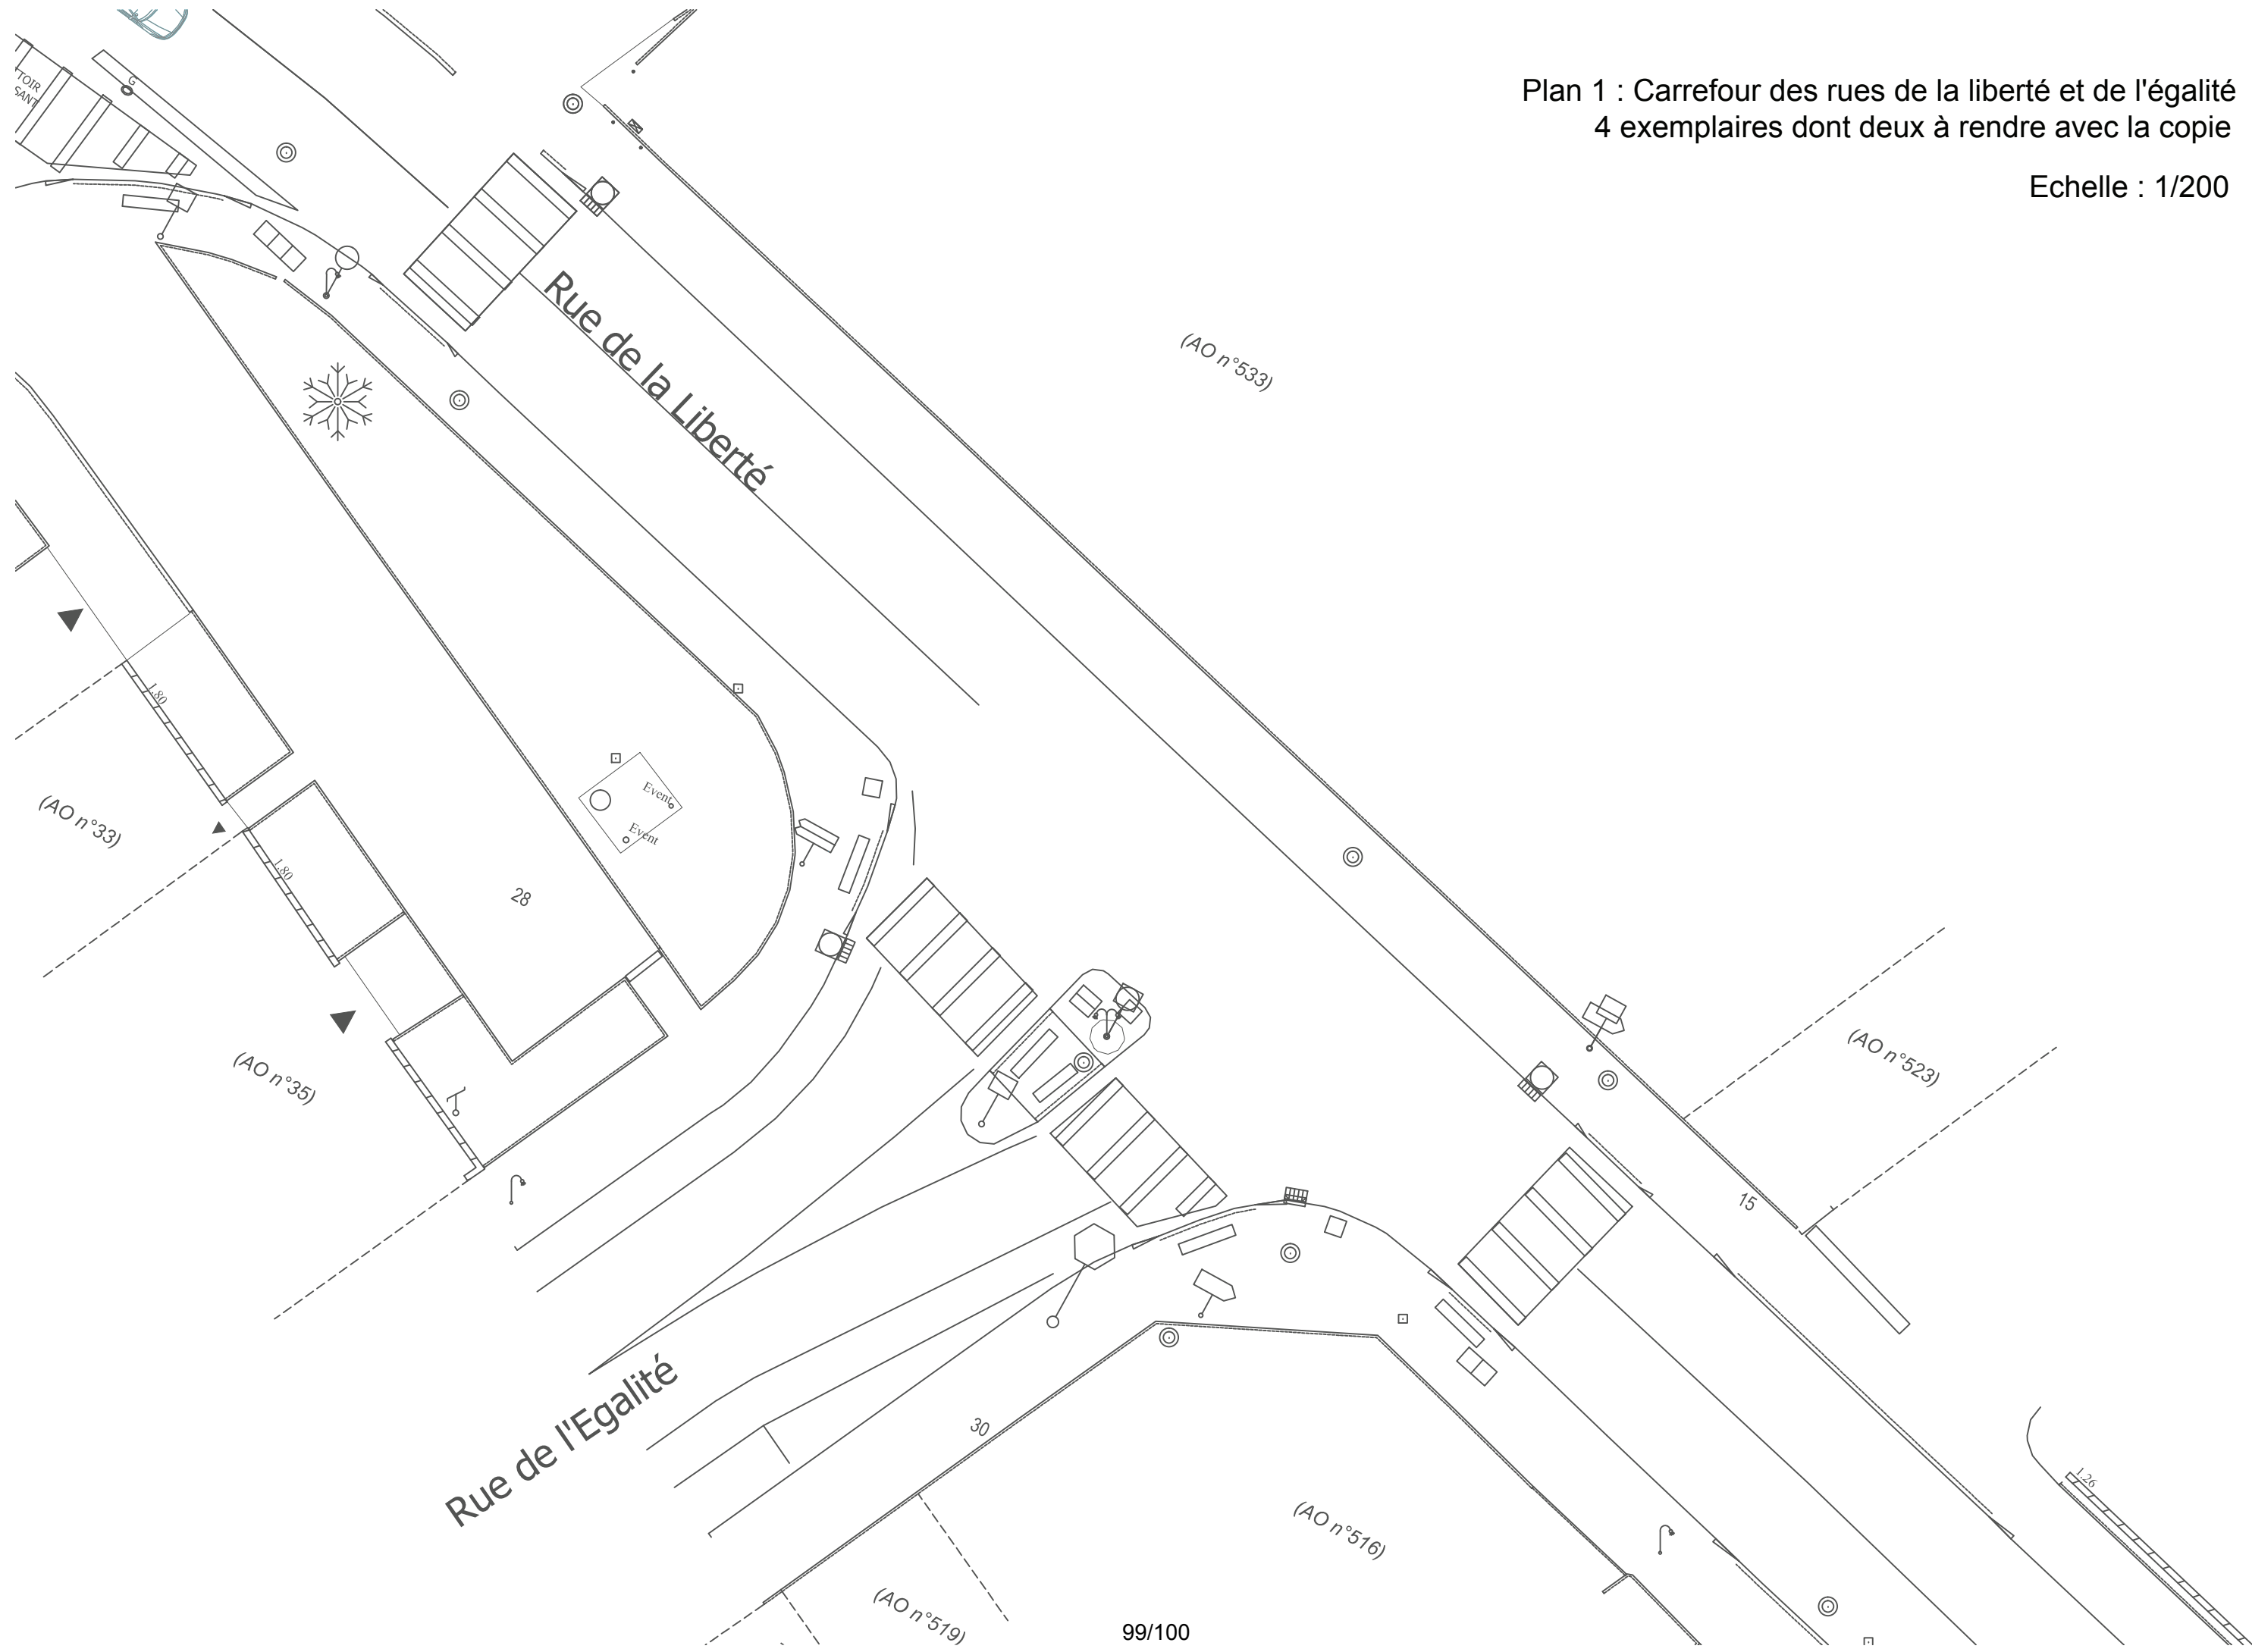 Plan 1 : Carrefour des rues de la liberté et de l'égalité
4 exemplaires dont deux à rendre avec la copie
Echelle : 1/200
TOIR
SANT
G
Rue de la Liberté
(AO n°533)
1.80
(AO n°33)
1.80
Event
Event
28
(AO n°35)
(AO n°523)
15
Rue de l'Egalité
30
1.26
(AO n°516)
(AO n°519)
99/100